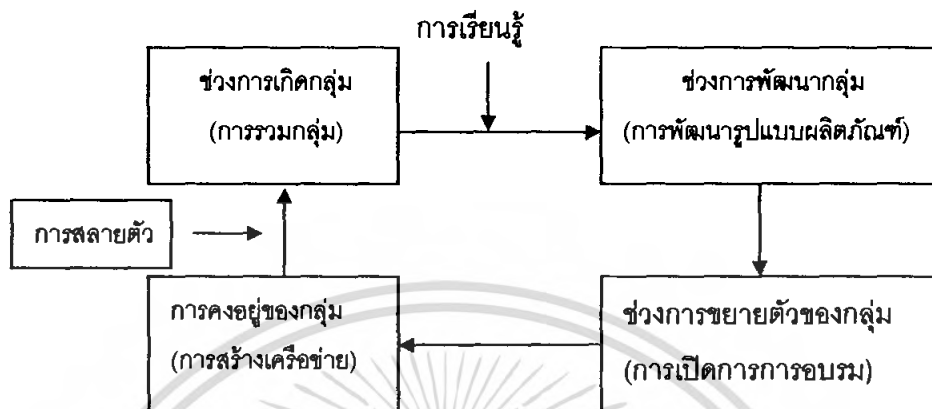 การเรียนรู้
ช่วงการเกิดกลุ่ม
(การรวมกลุ่ม)
ช่วงการพัฒนากลุ่ม
(การพัฒนารูปแบบผลิตภัณฑ์)
การสลายตัว
การคงอยู่ของกลุ่ม
(การสร้างเครือข่าย)
ช่วงการขยายตัวของกลุ่ม
(การเปิดการการอบรม)